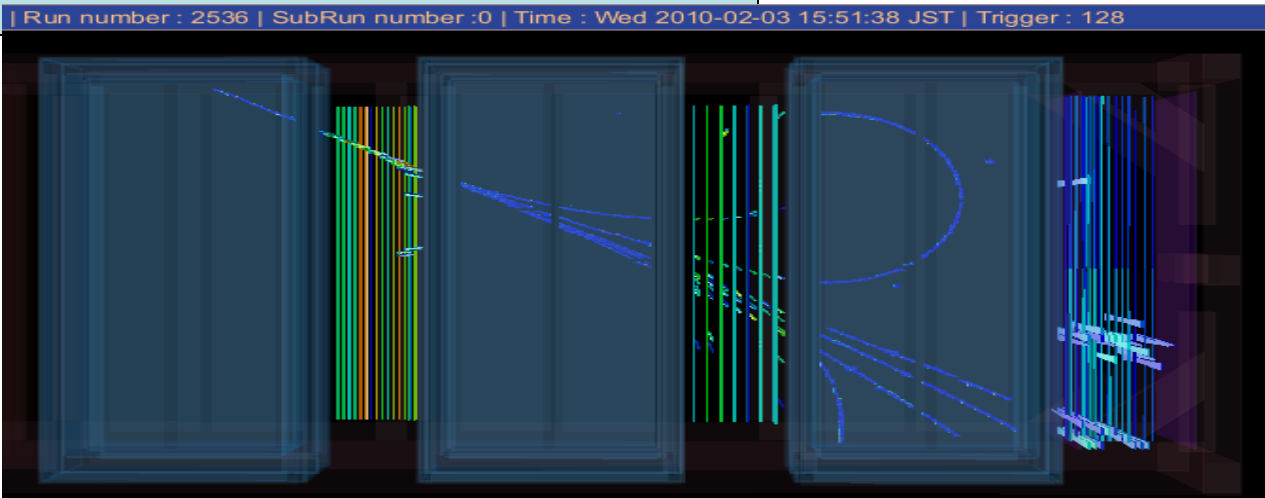 | Run number : 2536 | SubRun number :0 | Time : Wed 2010-02-03 15:51:38 JST | Trigger : 128